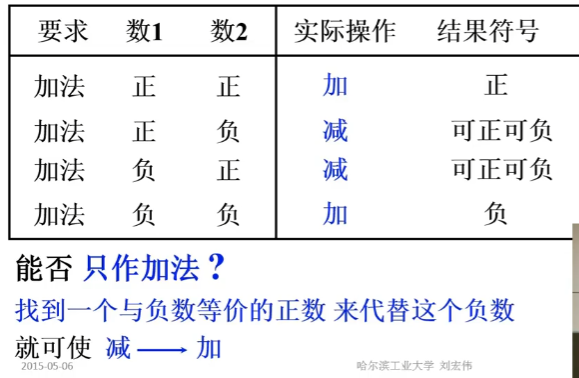 要求 数1 数2 实际操作 结果符号
加法 正 正 加 正
加法 正 负 减 可正可负
加法 负 正 减 可正可负
加法 负 负 加 负
能否 只作加法？
找到一个与负数等价的正数 来代替这个负数
就可使 减 → 加
2015-05-06 哈尔滨工业大学 刘宏伟